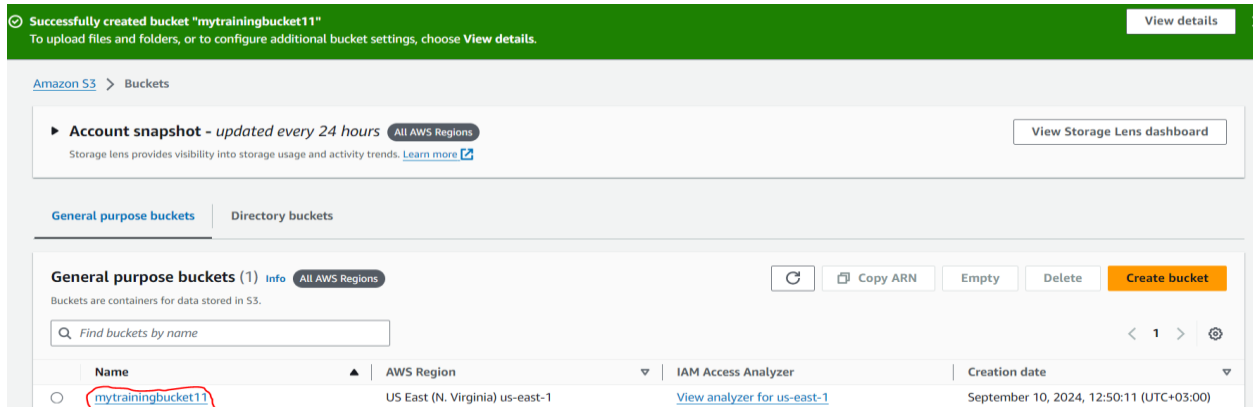 Successfully created bucket "mytrainingbucket11"
View details
To upload files and folders, or to configure additional bucket settings, choose View details.
Amazon S3 > Buckets
Account snapshot - updated every 24 hours All AWS Regions
View Storage Lens dashboard
Storage lens provides visibility into storage usage and activity trends. Learn more
General purpose buckets Directory buckets
General purpose buckets (1) Info All AWS Regions
Copy ARN Empty Delete Create bucket
Buckets are containers for data stored in S3.
Find buckets by name
< 1 >
Name AWS Region IAM Access Analyzer Creation date
mytrainingbucket11 US East (N. Virginia) us-east-1 View analyzer for us-east-1 September 10, 2024, 12:50:11 (UTC+03:00)